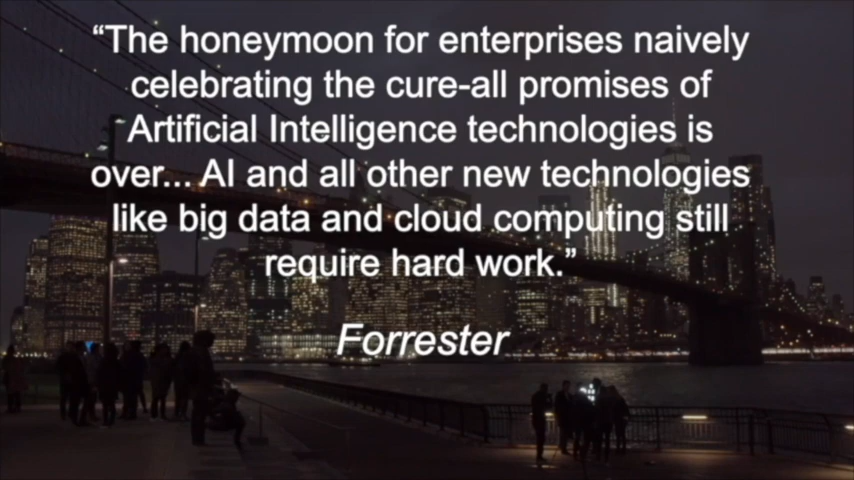 “The honeymoon for enterprises naively
celebrating the cure-all promises of
Artificial Intelligence technologies is
over... AI and all other new technologies
like big data and cloud computing still
require hard work.”
Forrester